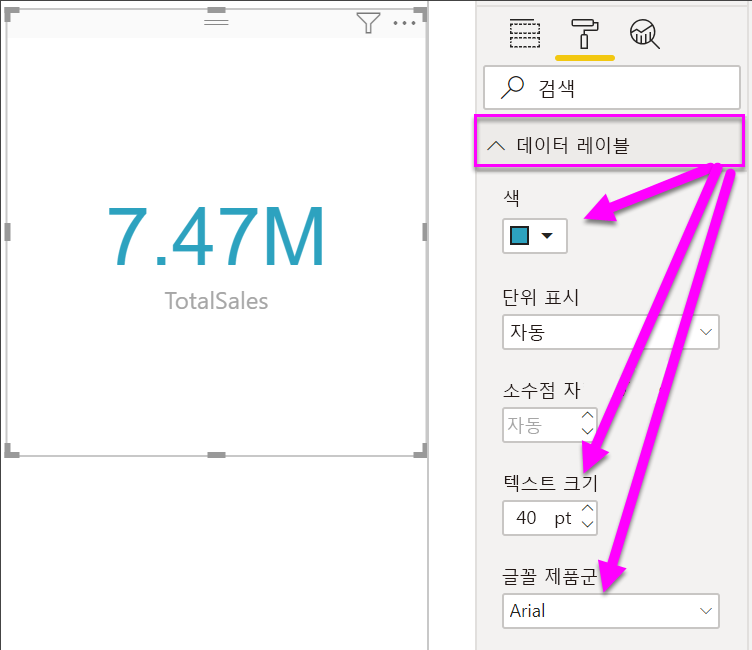 7.47M
TotalSales
검색
데이터 레이블
색
단위 표시
자동
소수점 자
자동
텍스트 크기
40 pt
글꼴 제품군
Arial